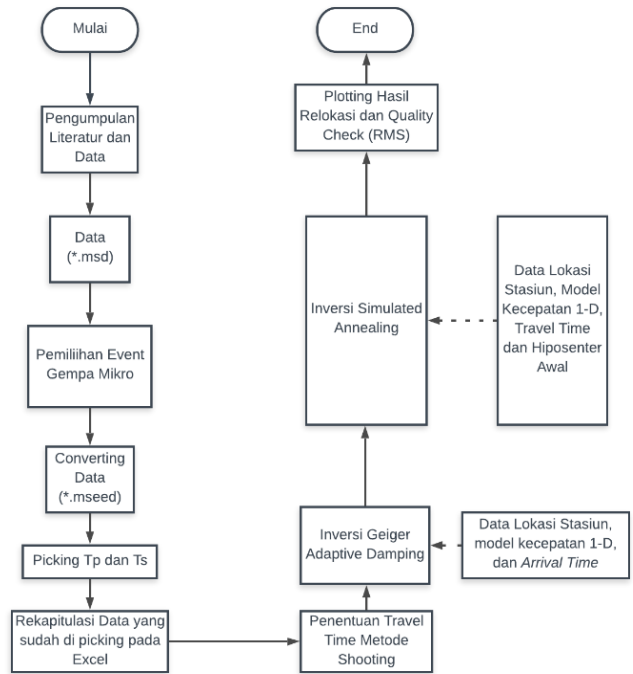 Mulai
Pengumpulan
Literatur dan
Data
Data
(*.msd)
Pemiliihan Event
Gempa Mikro
Converting
Data
(*.mseed)
Picking Tp dan Ts
Rekapitulasi Data yang
sudah di picking pada
Excel
Penentuan Travel
Time Metode
Shooting
Inversi Geiger
Adaptive Damping
Data Lokasi Stasiun,
model kecepatan 1-D,
dan Arrival Time
Inversi Simulated
Annealing
Data Lokasi
Stasiun, Model
Kecepatan 1-D,
Travel Time
dan Hiposenter
Awal
Plotting Hasil
Relokasi dan Quality
Check (RMS)
End